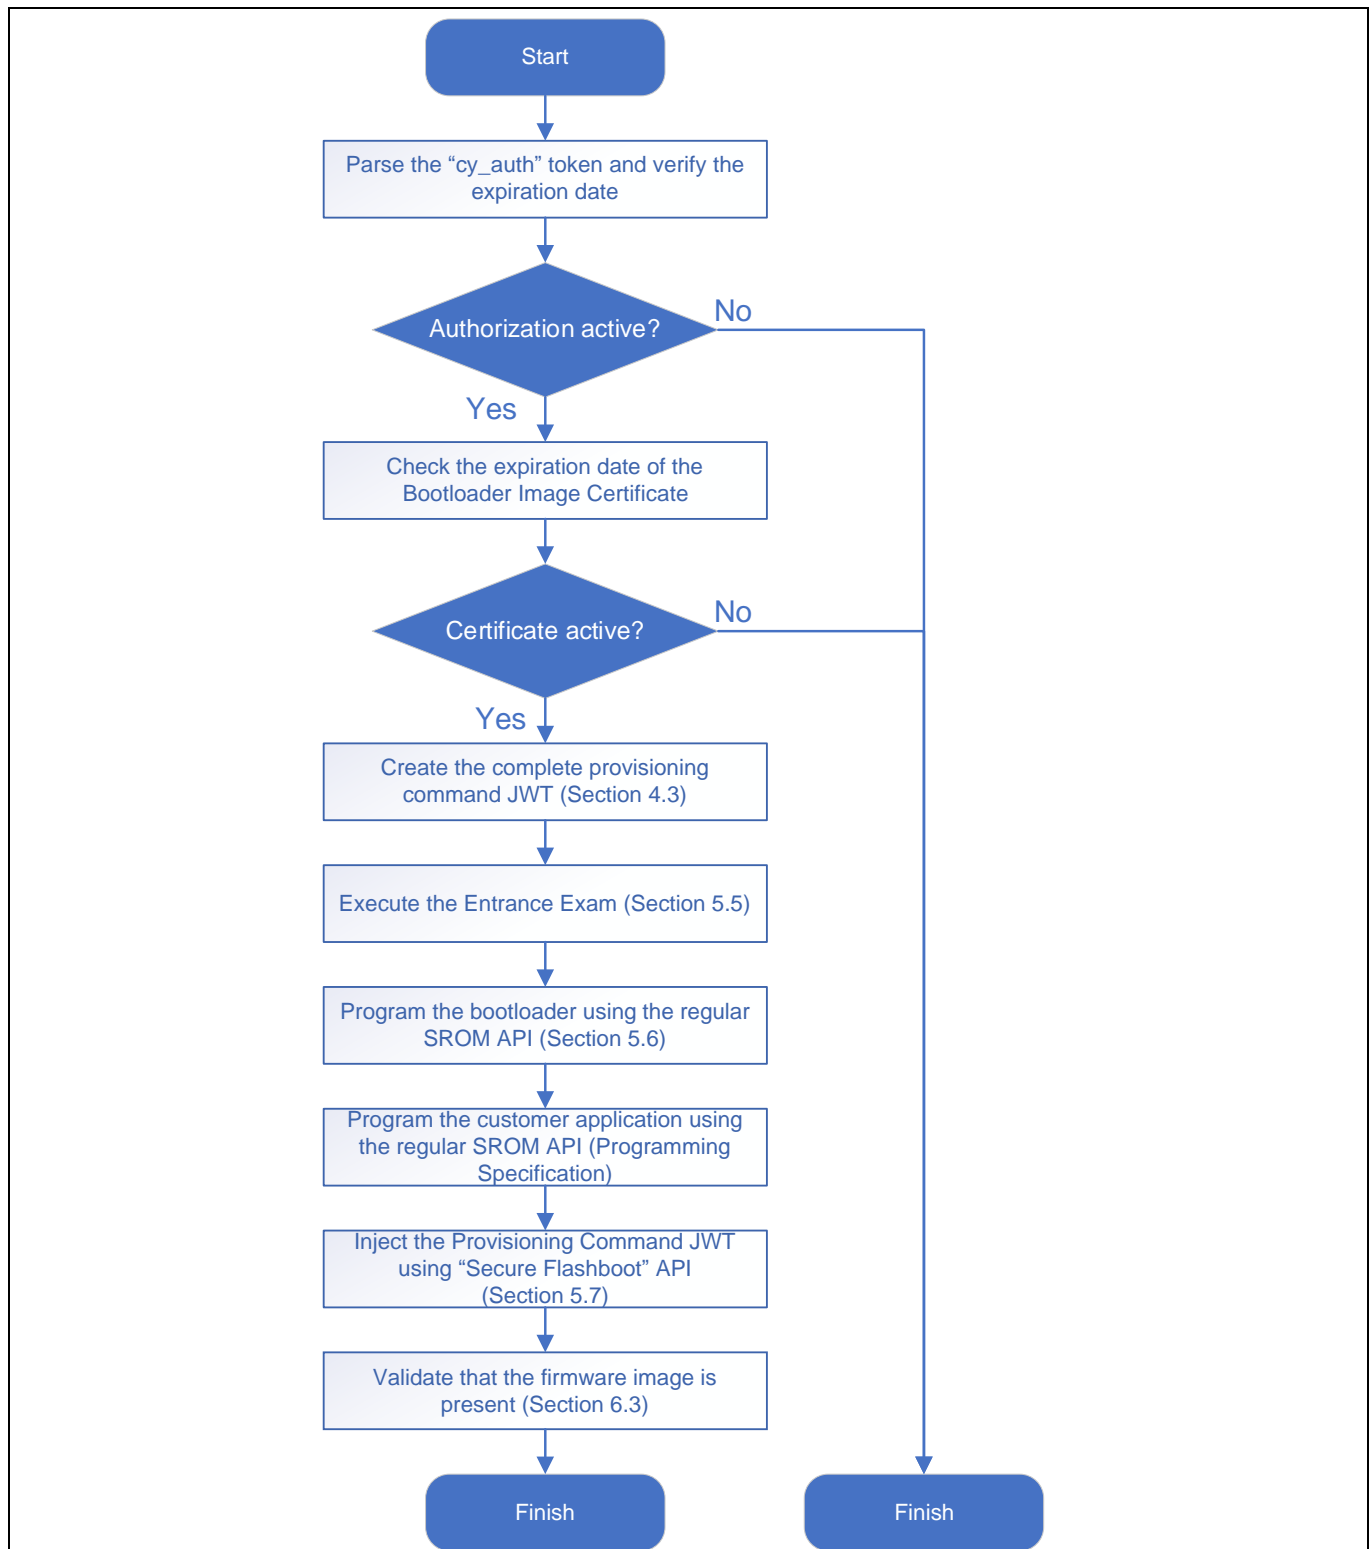 Start
Parse the “cy_auth” token and verify the
expiration date
Authorization active?
No
Yes
Check the expiration date of the
Bootloader Image Certificate
Certificate active?
No
Yes
Create the complete provisioning
command JWT (Section 4.3)
Execute the Entrance Exam (Section 5.5)
Program the bootloader using the regular
SROM API (Section 5.6)
Program the customer application using
the regular SROM API (Programming
Specification)
Inject the Provisioning Command JWT
using “Secure Flashboot” API
(Section 5.7)
Validate that the firmware image is
present (Section 6.3)
Finish
Finish